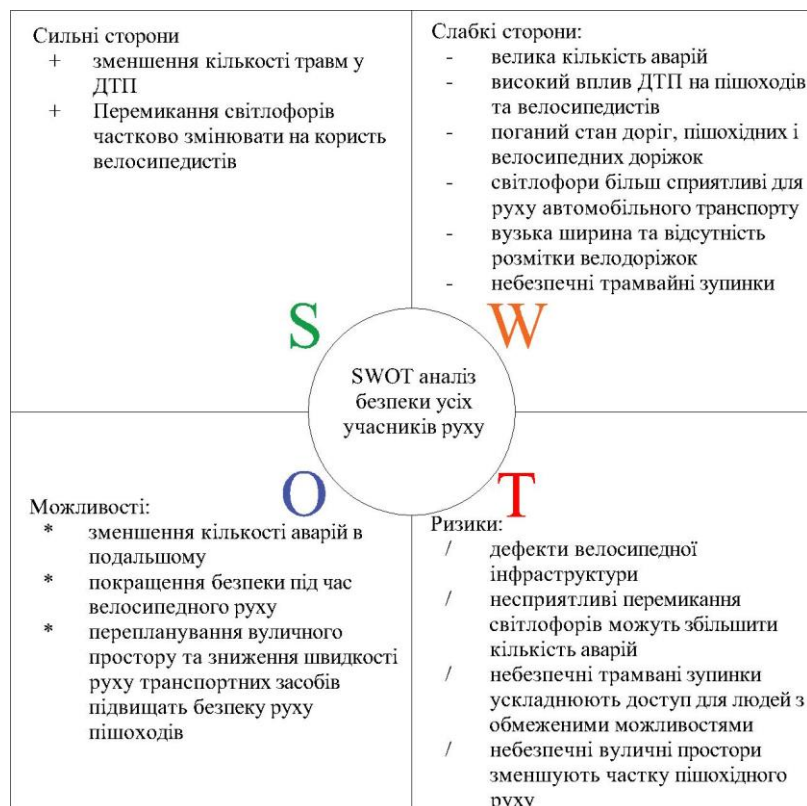 Сильні сторони
+ зменшення кількості травм у
ДТП
+ Перемикання світлофорів
частково змінювати на користь
велосипедистів
S
Слабкі сторони:
- велика кількість аварій
- високий вплив ДТП на пішоходів
та велосипедистів
- поганий стан доріг, пішохідних і
велосипедних доріжок
- світлофори більш сприятливі для
руху автомобільного транспорту
- вузька ширина та відсутність
розмітки велодоріжок
- небезпечні трамвайні зупинки
W
SWOT аналіз
безпеки усіх
учасників руху
O
Можливості:
* зменшення кількості аварій в
подальшому
* покращення безпеки під час
велосипедного руху
* перепланування вуличного
простору та зниження швидкості
руху транспортних засобів
підвищать безпеку руху
пішоходів
T
Ризики:
/ дефекти велосипедної
інфраструктури
/ несприятливі перемикання
світлофорів можуть збільшити
кількість аварій
/ небезпечні трамвані зупинки
ускладнюють доступ для людей з
обмеженими можливостями
/ небезпечні вуличні простори
зменшують частку пішохідного
руху